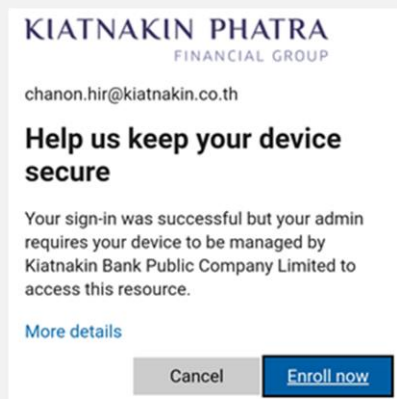 KIATNAKIN PHATRA
FINANCIAL GROUP
chanon.hir@kiatnakin.co.th
Help us keep your device
secure
Your sign-in was successful but your admin
requires your device to be managed by
Kiatnakin Bank Public Company Limited to
access this resource.
More details
Cancel Enroll now